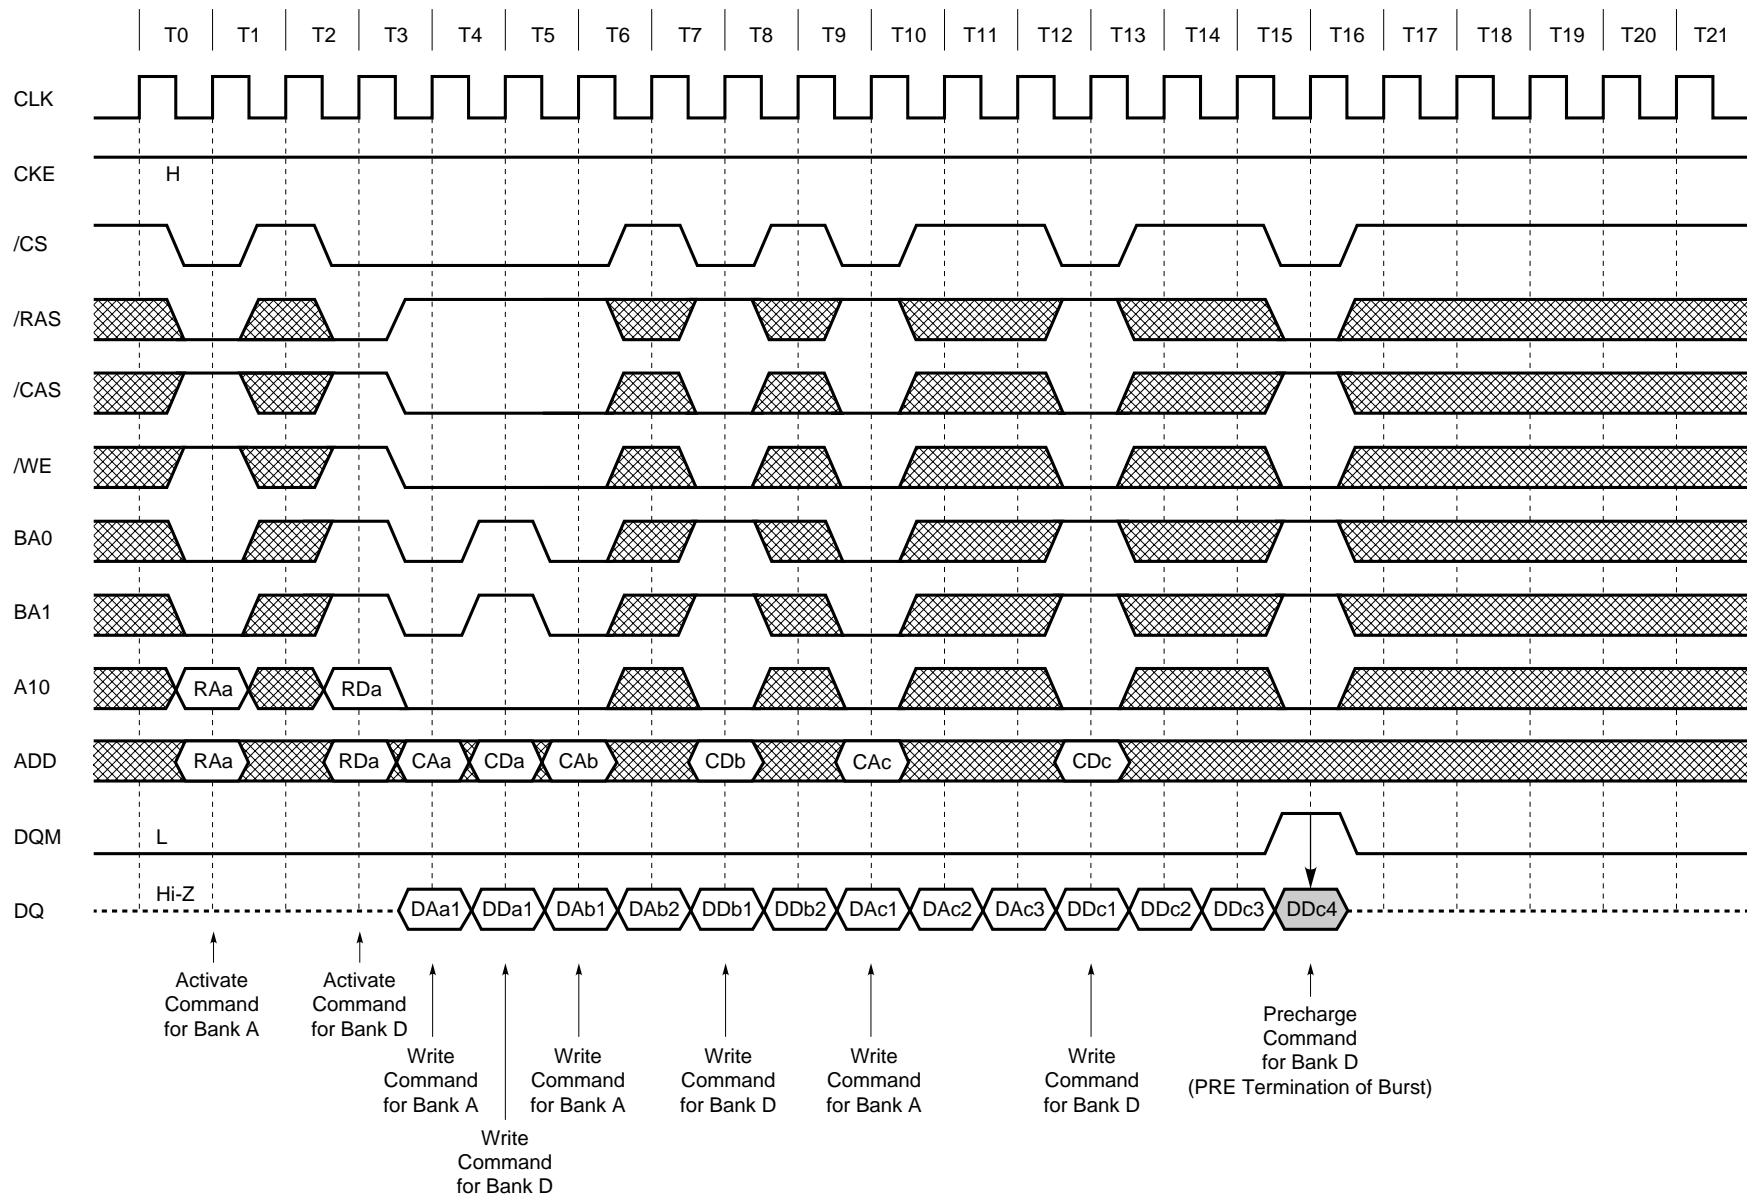 T0 T1 T2 T3 T4 T5 T6 T7 T8 T9 T10 T11 T12 T13 T14 T15 T16 T17 T18 T19 T20 T21
CLK
CKE H
/CS
/RAS
/CAS
/WE
BA0
BA1
A10 RAa RDa
ADD RAa RDa CAa CDa CAb CDb CAc CDc
DQM L
DQ Hi-Z DAa1 DDa1 DAb1 DAb2 DDb1 DDb2 DAc1 DAc2 DAc3 DDc1 DDc2 DDc3 DDc4
Activate
Command
for Bank A
Activate
Command
for Bank D
Write
Command
for Bank A
Write
Command
for Bank D
Write
Command
for Bank A
Write
Command
for Bank D
Write
Command
for Bank A
Write
Command
for Bank D
Precharge
Command
for Bank D
(PRE Termination of Burst)